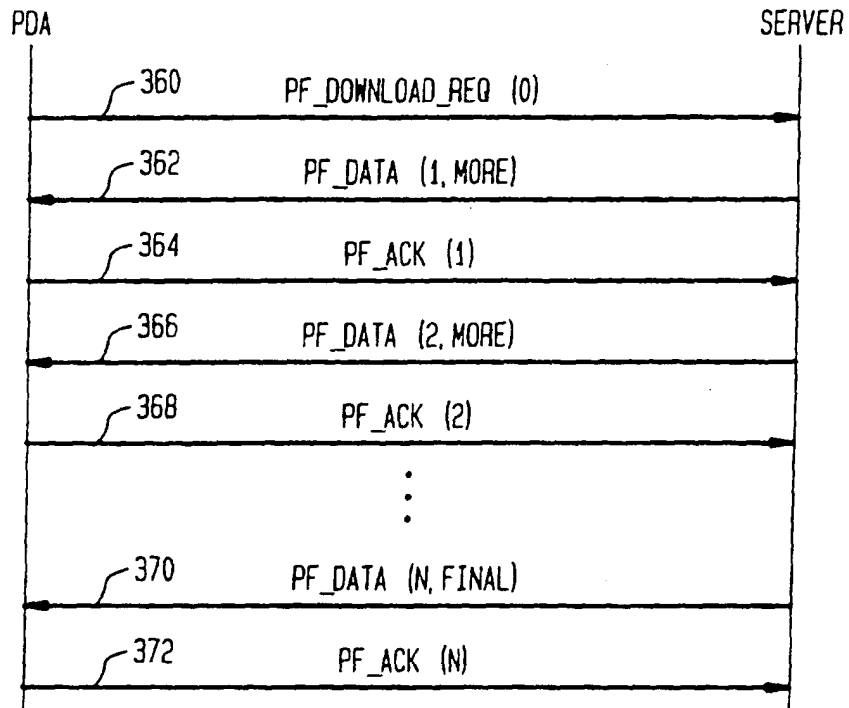 PDA SERVER
360 PF_DOWNLOAD_REQ (0)
362 PF_DATA (1, MORE)
364 PF_ACK (1)
366 PF_DATA (2, MORE)
368 PF_ACK (2)
370 PF_DATA (N, FINAL)
372 PF_ACK (N)